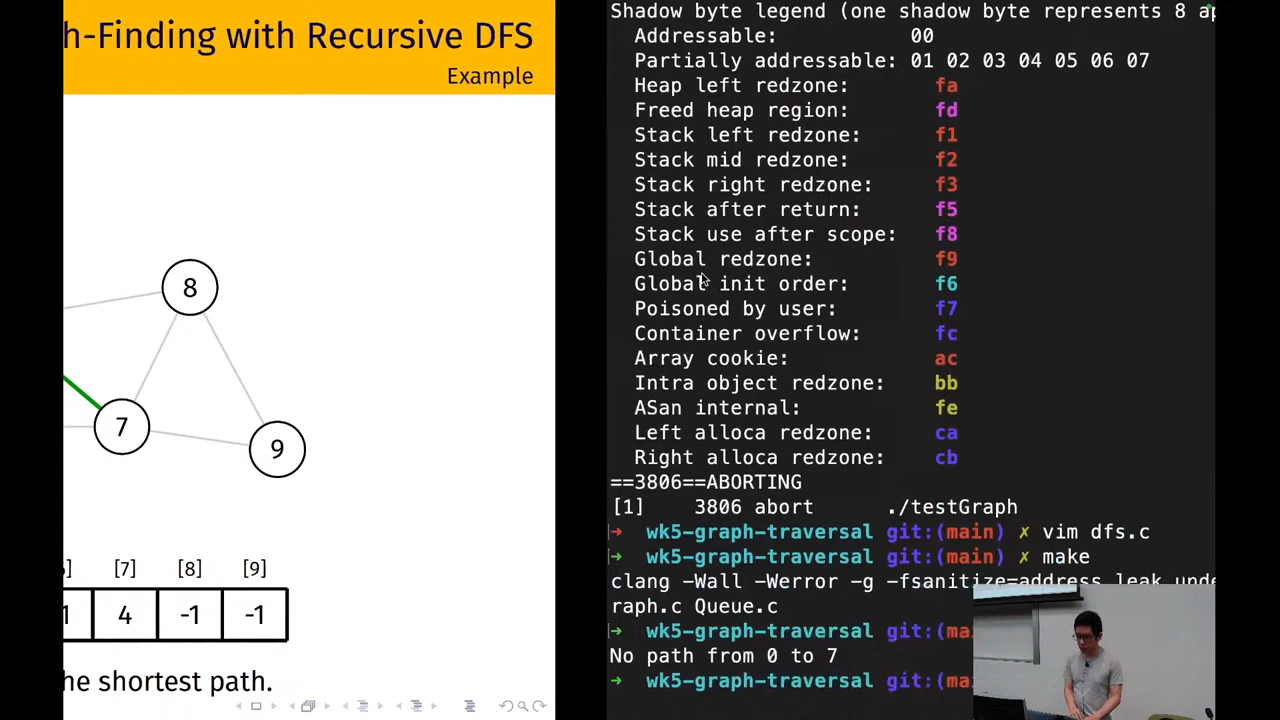 h-Finding with Recursive DFS
Example
8
7
9
[7] [8] [9]
4 -1 -1
he shortest path.
Shadow byte legend (one shadow byte represents 8 ap
Addressable: 00
Partially addressable: 01 02 03 04 05 06 07
Heap left redzone: fa
Freed heap region: fd
Stack left redzone: f1
Stack mid redzone: f2
Stack right redzone: f3
Stack after return: f5
Stack use after scope: f8
Global redzone: f9
Global init order: f6
Poisoned by user: f7
Container overflow: fc
Array cookie: ac
Intra object redzone: bb
ASan internal: fe
Left alloca redzone: ca
Right alloca redzone: cb
==3806==ABORTING
[1] 3806 abort ./testGraph
➜ wk5-graph-traversal git:(main) ✗ vim dfs.c
➜ wk5-graph-traversal git:(main) ✗ make
clang -Wall -Werror -g -fsanitize=address,leak,unde
raph.c Queue.c
➜ wk5-graph-traversal git:(ma
No path from 0 to 7
➜ wk5-graph-traversal git:(ma